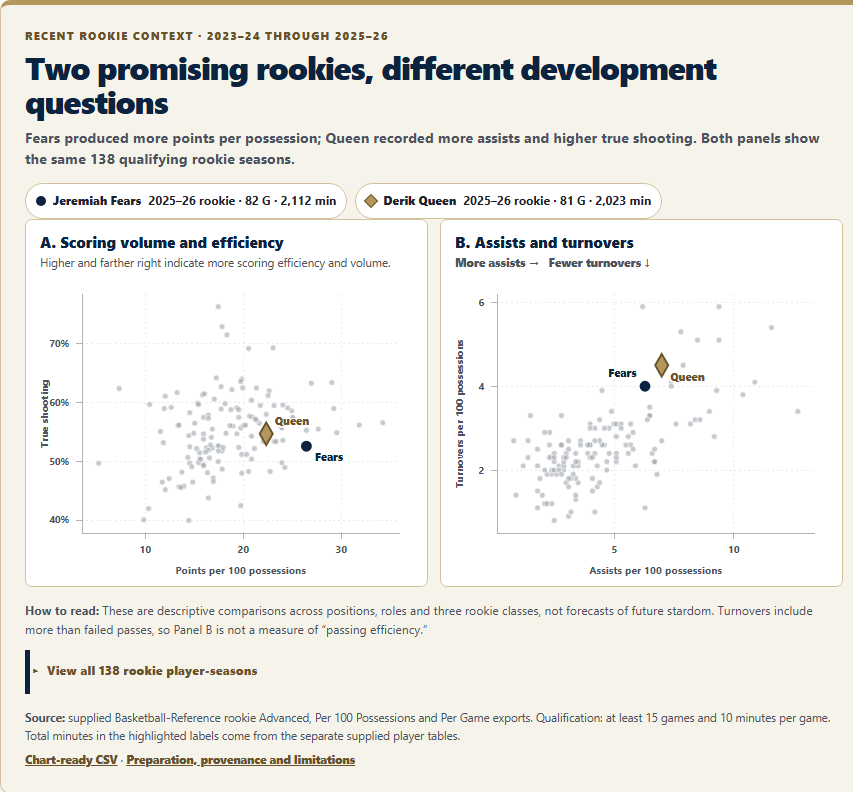 RECENT ROOKIE CONTEXT · 2023–24 THROUGH 2025–26
Two promising rookies, different development
questions
Fears produced more points per possession; Queen recorded more assists and higher true shooting. Both panels show
the same 138 qualifying rookie seasons.
Jeremiah Fears 2025–26 rookie · 82 G · 2,112 min
Derik Queen 2025–26 rookie · 81 G · 2,023 min
A. Scoring volume and efficiency
Higher and farther right indicate more scoring efficiency and volume.
70%
60%
50%
40%
True shooting
Queen
Fears
10
20
30
Points per 100 possessions
B. Assists and turnovers
More assists → Fewer turnovers ↓
6
4
2
Turnovers per 100 possessions
Fears
Queen
5
10
Assists per 100 possessions
How to read: These are descriptive comparisons across positions, roles and three rookie classes, not forecasts of future stardom. Turnovers include
more than failed passes, so Panel B is not a measure of “passing efficiency.”
▸ View all 138 rookie player-seasons
Source: supplied Basketball-Reference rookie Advanced, Per 100 Possessions and Per Game exports. Qualification: at least 15 games and 10 minutes per game.
Total minutes in the highlighted labels come from the separate supplied player tables.
Chart-ready CSV · Preparation, provenance and limitations